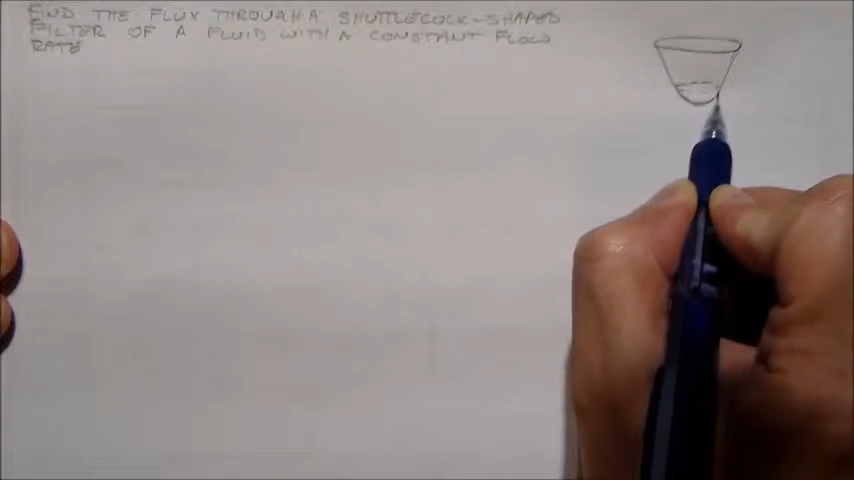 FIND THE FLUX THROUGH A SHUTTLECOCK-SHAPED
FILTER OF A FLUID WITH A CONSTANT FLOW
RATE